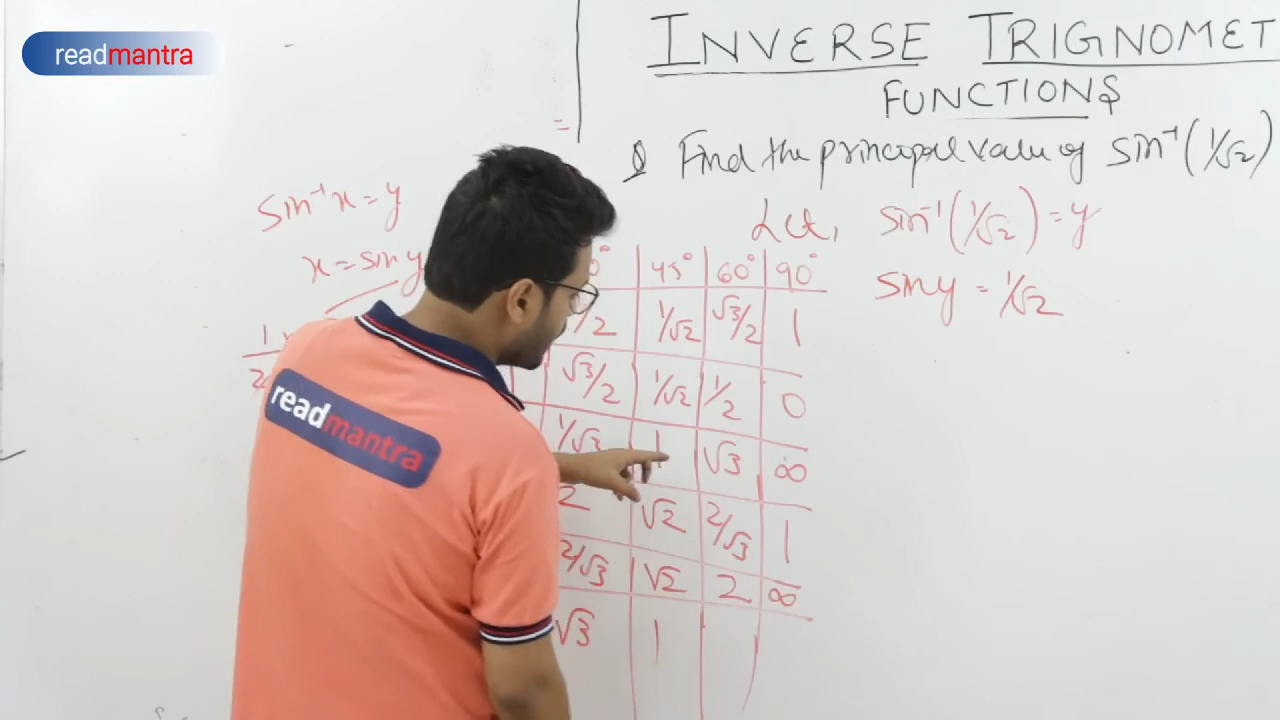 readmantra
INVERSE TRIGNOMET
FUNCTIONS
Q Find the principal value of sin⁻¹(1/√2)
sin⁻¹x = y
x = sin y
Let, sin⁻¹(1/√2) = y
sin y = 1/√2
45° 60° 90°
1/√2 √3/2 1
√3/2 1/√2 1/2 0
1/√3 1 √3 ∞
2 √2 2/√3 1
2/√3 √2 2 ∞
√3 1
readmantra